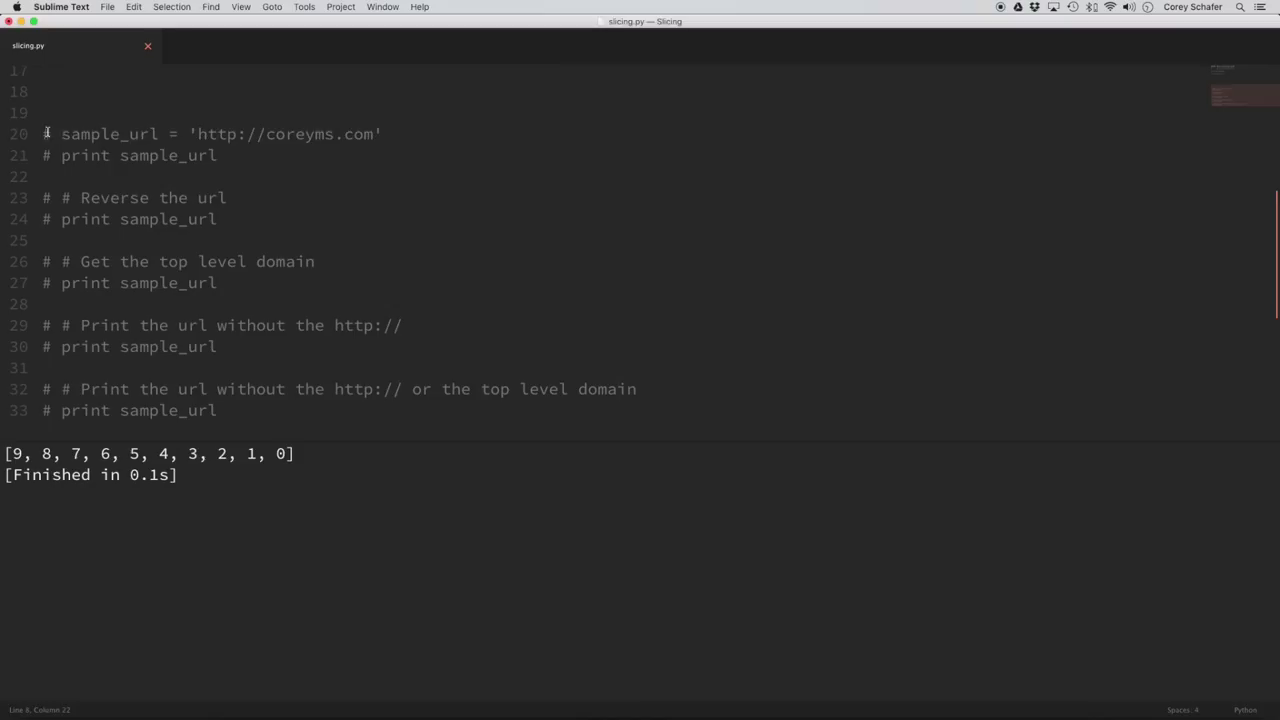 Sublime Text File Edit Selection Find View Goto Tools Project Window Help Corey Schafer
slicing.py — Slicing
slicing.py
17
18
19
20 # sample_url = 'http://coreyms.com'
21 # print sample_url
22
23 # # Reverse the url
24 # print sample_url
25
26 # # Get the top level domain
27 # print sample_url
28
29 # # Print the url without the http://
30 # print sample_url
31
32 # # Print the url without the http:// or the top level domain
33 # print sample_url
[9, 8, 7, 6, 5, 4, 3, 2, 1, 0]
[Finished in 0.1s]
Line 8, Column 22 Spaces: 4 Python